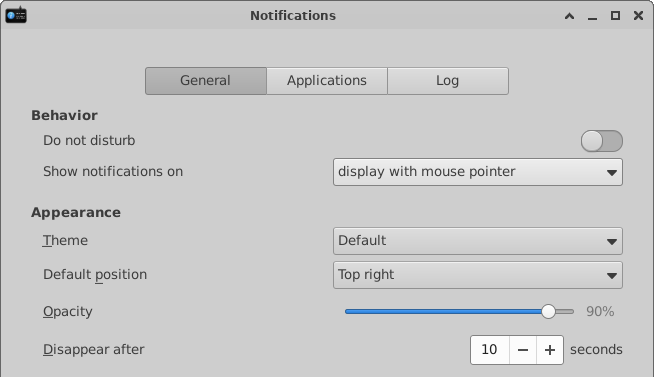 Notifications
General Applications Log
Behavior
Do not disturb
Show notifications on display with mouse pointer
Appearance
Theme Default
Default position Top right
Opacity 90%
Disappear after 10 − + seconds